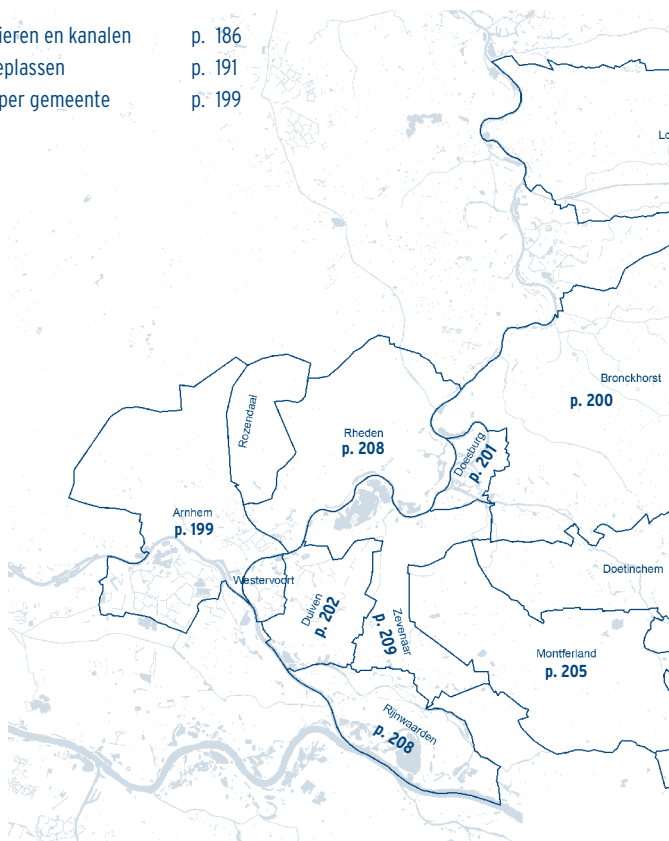 ieren en kanalen p. 186
eplassen p. 191
per gemeente p. 199
Lo
Bronckhorst
p. 200
Rozendaal
Rheden
p. 208
Doesburg
p. 201
Arnhem
p. 199
Westervoort
Doetinchem
Duiven
p. 202
Zevenaar
p. 209
Montferland
p. 205
Rijnwaarden
p. 208